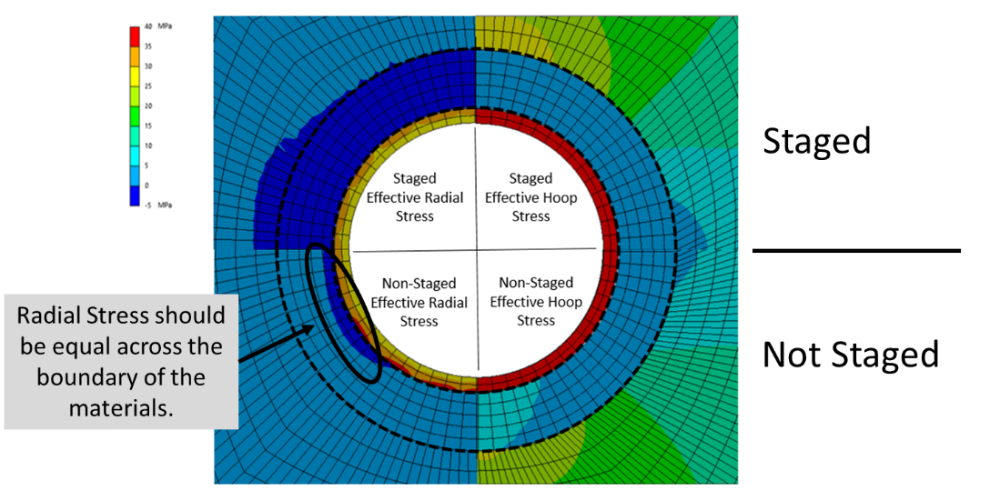 40 MPa
35
30
25
20
15
10
5
0
-5 MPa
Staged
Effective Radial
Stress
Staged
Effective Hoop
Stress
Non-Staged
Effective Radial
Stress
Non-Staged
Effective Hoop
Stress
Staged
Not Staged
Radial Stress should
be equal across the
boundary of the
materials.